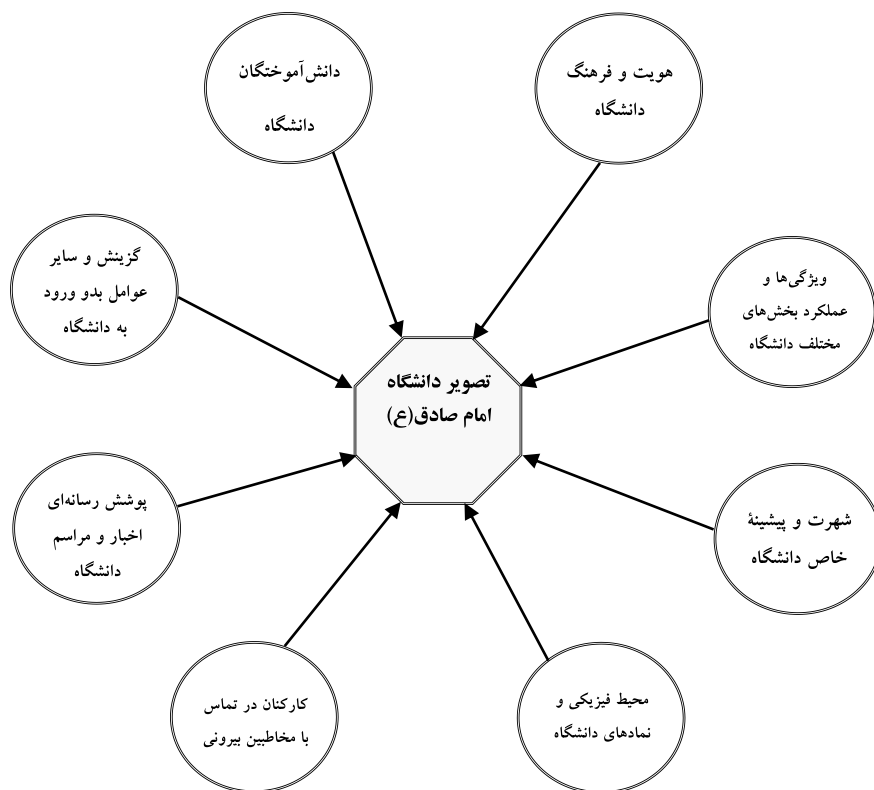 هویت و فرهنگ
دانشگاه
دانش‌آموختگان
دانشگاه
ویژگی‌ها و
عملکرد بخش‌های
مختلف دانشگاه
گزینش و سایر
عوامل بدو ورود
به دانشگاه
تصویر دانشگاه
امام صادق(ع)
شهرت و پیشینهٔ
خاص دانشگاه
پوشش رسانه‌ای
اخبار و مراسم
دانشگاه
محیط فیزیکی و
نمادهای دانشگاه
کارکنان در تماس
با مخاطبین بیرونی